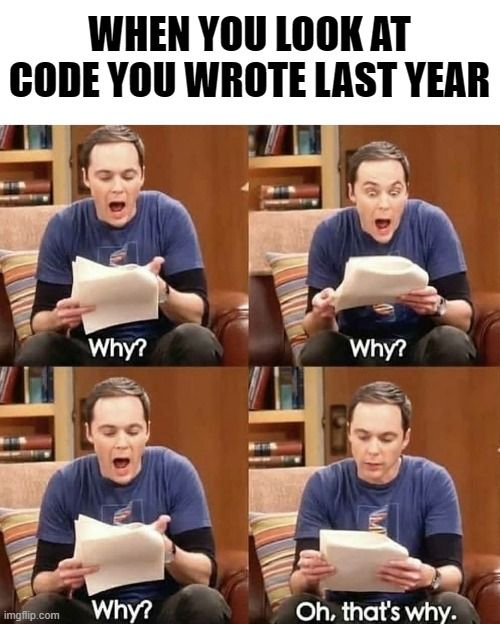 WHEN YOU LOOK AT
CODE YOU WROTE LAST YEAR
Why?
Why?
Why?
Oh, that's why.
imgflip.com